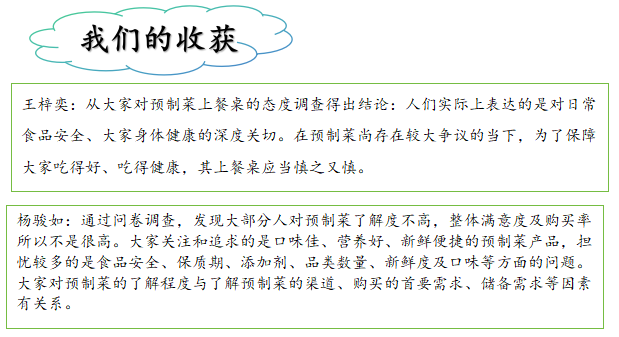 我们的收获
王梓奕：从大家对预制菜上餐桌的态度调查得出结论：人们实际上表达的是对日常
食品安全、大家身体健康的深度关切。在预制菜尚存在较大争议的当下，为了保障
大家吃得好、吃得健康，其上餐桌应当慎之又慎。
杨骏如：通过问卷调查，发现大部分人对预制菜了解度不高，整体满意度及购买率
所以不是很高。大家关注和追求的是口味佳、营养好、新鲜便捷的预制菜产品，担
忧较多的是食品安全、保质期、添加剂、品类数量、新鲜度及口味等方面的问题。
大家对预制菜的了解程度与了解预制菜的渠道、购买的首要需求、储备需求等因素
有关系。